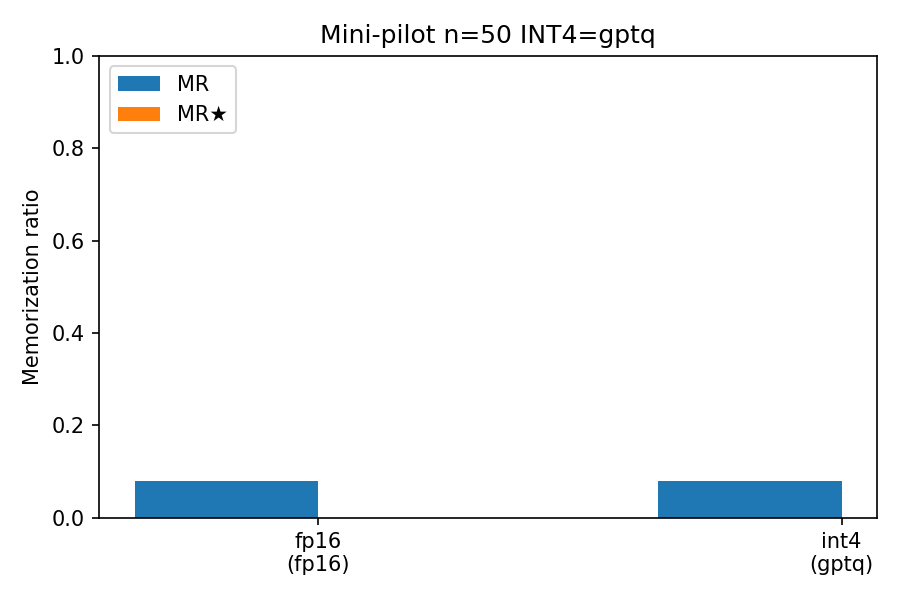 Mini-pilot n=50 INT4=gptq
MR
MR★
Memorization ratio
1.0
0.8
0.6
0.4
0.2
0.0
fp16
(fp16)
int4
(gptq)